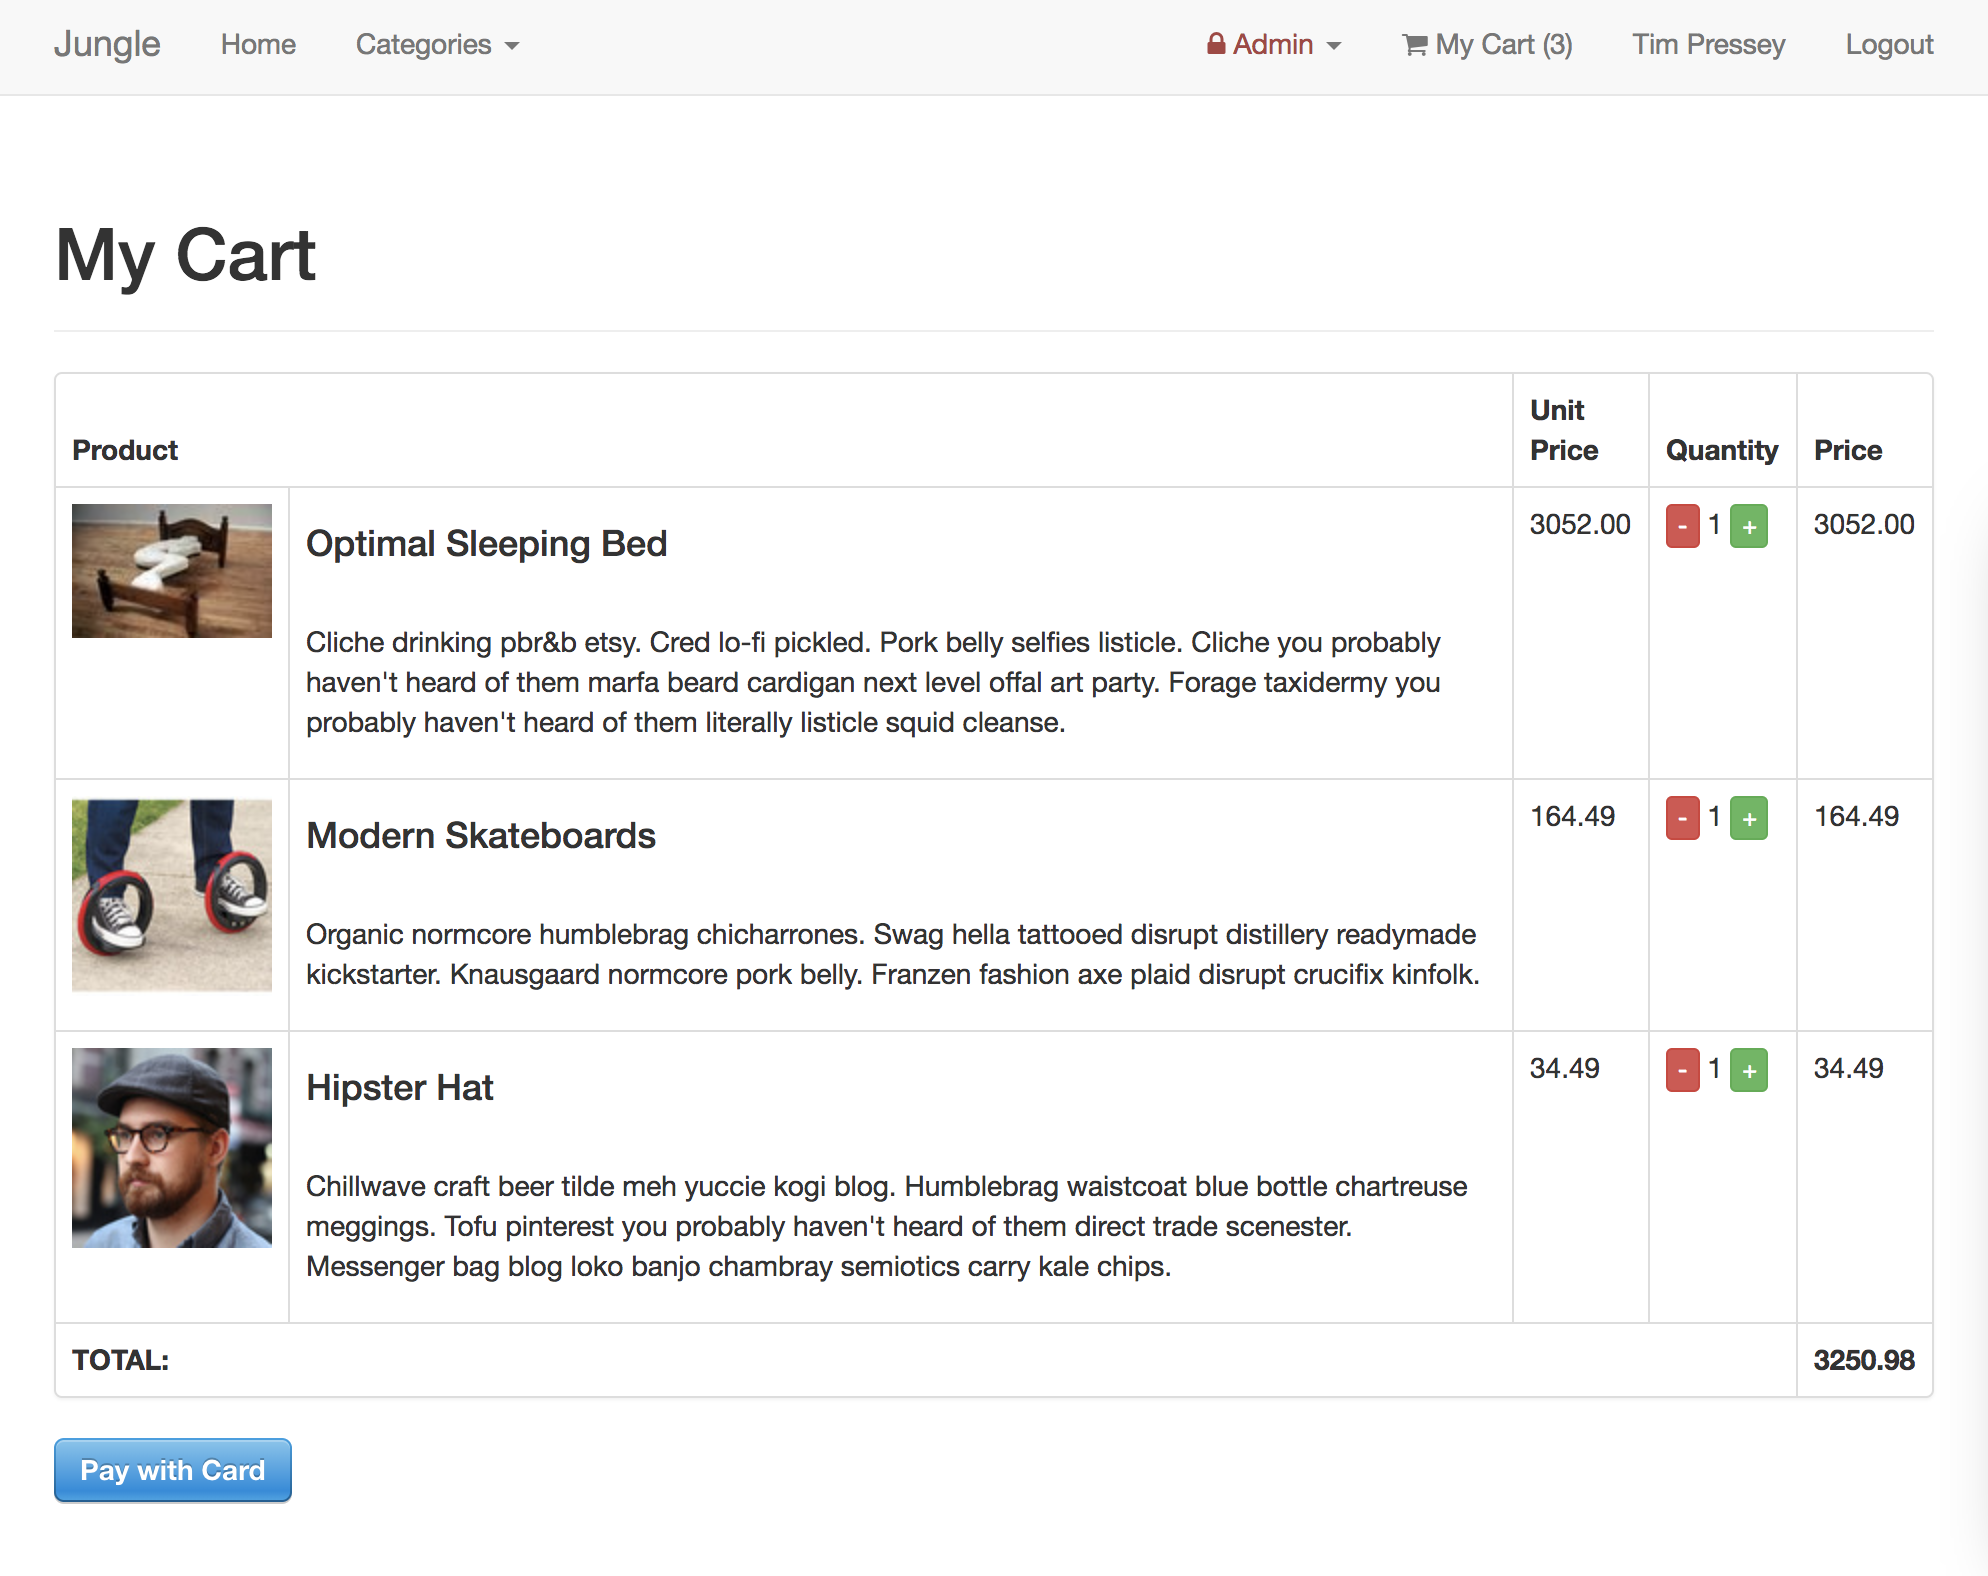 Jungle Home Categories Admin My Cart (3) Tim Pressey Logout
My Cart
Product Unit Price Quantity Price
Optimal Sleeping Bed 3052.00 - 1 + 3052.00
Cliche drinking pbr&b etsy. Cred lo-fi pickled. Pork belly selfies listicle. Cliche you probably
haven't heard of them marfa beard cardigan next level offal art party. Forage taxidermy you
probably haven't heard of them literally listicle squid cleanse.
Modern Skateboards 164.49 - 1 + 164.49
Organic normcore humblebrag chicharrones. Swag hella tattooed disrupt distillery readymade
kickstarter. Knausgaard normcore pork belly. Franzen fashion axe plaid disrupt crucifix kinfolk.
Hipster Hat 34.49 - 1 + 34.49
Chillwave craft beer tilde meh yuccie kogi blog. Humblebrag waistcoat blue bottle chartreuse
meggings. Tofu pinterest you probably haven't heard of them direct trade scenester.
Messenger bag blog loko banjo chambray semiotics carry kale chips.
TOTAL: 3250.98
Pay with Card